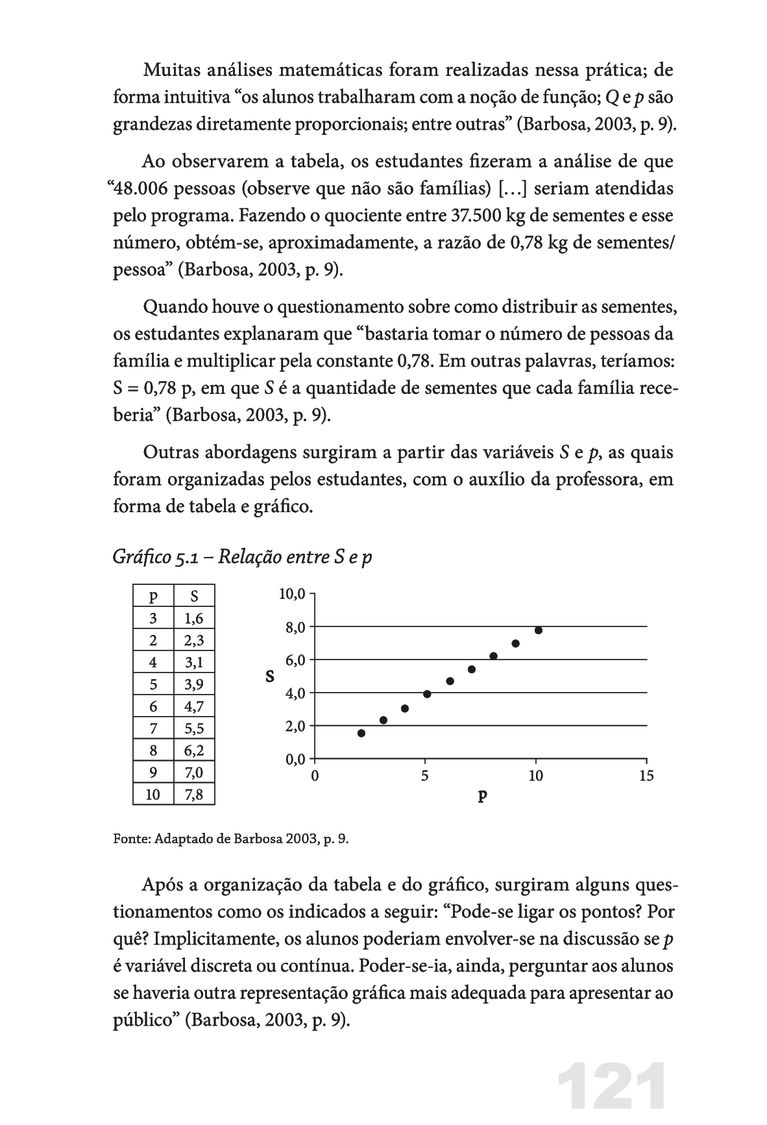 Muitas análises matemáticas foram realizadas nessa prática; de
forma intuitiva “os alunos trabalharam com a noção de função; Q e p são
grandezas diretamente proporcionais; entre outras” (Barbosa, 2003, p. 9).
Ao observarem a tabela, os estudantes fizeram a análise de que
“48.006 pessoas (observe que não são famílias) [...] seriam atendidas
pelo programa. Fazendo o quociente entre 37.500 kg de sementes e esse
número, obtém-se, aproximadamente, a razão de 0,78 kg de sementes/
pessoa” (Barbosa, 2003, p. 9).
Quando houve o questionamento sobre como distribuir as sementes,
os estudantes explanaram que “bastaria tomar o número de pessoas da
família e multiplicar pela constante 0,78. Em outras palavras, teríamos:
S = 0,78 p, em que S é a quantidade de sementes que cada família rece-
beria” (Barbosa, 2003, p. 9).
Outras abordagens surgiram a partir das variáveis S e p, as quais
foram organizadas pelos estudantes, com o auxílio da professora, em
forma de tabela e gráfico.
Gráfico 5.1 – Relação entre S e p
p S
3 1,6
2 2,3
4 3,1
5 3,9
6 4,7
7 5,5
8 6,2
9 7,0
10 7,8
10,0
8,0
6,0
S
4,0
2,0
0,0
0 5 10 15
p
Fonte: Adaptado de Barbosa 2003, p. 9.
Após a organização da tabela e do gráfico, surgiram alguns ques-
tionamentos como os indicados a seguir: “Pode-se ligar os pontos? Por
quê? Implicitamente, os alunos poderiam envolver-se na discussão se p
é variável discreta ou contínua. Poder-se-ia, ainda, perguntar aos alunos
se haveria outra representação gráfica mais adequada para apresentar ao
público” (Barbosa, 2003, p. 9).
121